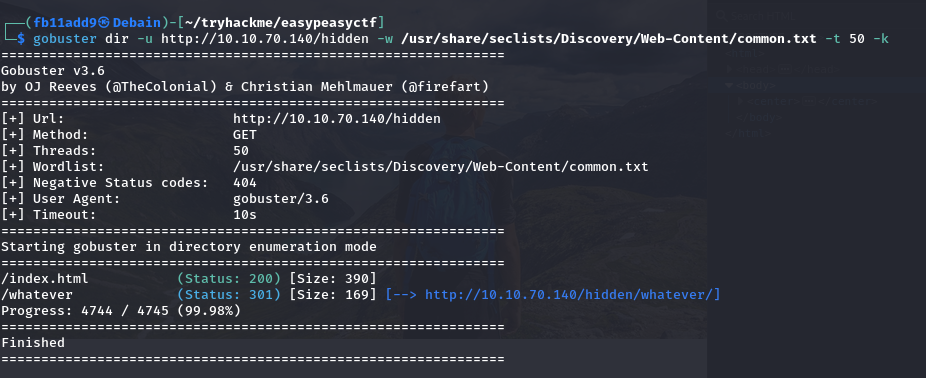 ┌──(fb11add9㉿Debain)-[~/tryhackme/easypeasyctf]
└─$ gobuster dir -u http://10.10.70.140/hidden -w /usr/share/seclists/Discovery/Web-Content/common.txt -t 50 -k
===============================================================
Gobuster v3.6
by OJ Reeves (@TheColonial) & Christian Mehlmauer (@firefart)
===============================================================
[+] Url:                     http://10.10.70.140/hidden
[+] Method:                  GET
[+] Threads:                 50
[+] Wordlist:                /usr/share/seclists/Discovery/Web-Content/common.txt
[+] Negative Status codes:   404
[+] User Agent:              gobuster/3.6
[+] Timeout:                 10s
===============================================================
Starting gobuster in directory enumeration mode
===============================================================
/index.html           (Status: 200) [Size: 390]
/whatever             (Status: 301) [Size: 169] [--> http://10.10.70.140/hidden/whatever/]
Progress: 4744 / 4745 (99.98%)
===============================================================
Finished
===============================================================